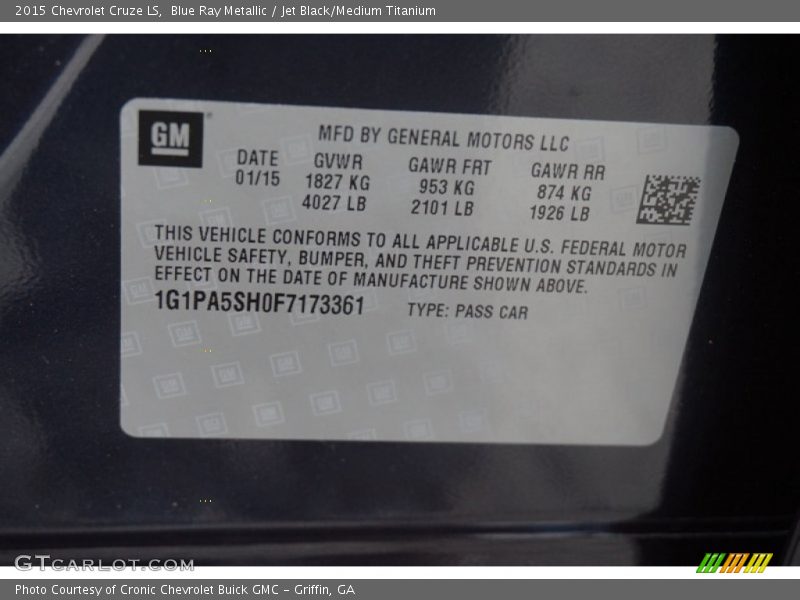 2015 Chevrolet Cruze LS, Blue Ray Metallic / Jet Black/Medium Titanium
GM
MFD BY GENERAL MOTORS LLC
DATE GVWR GAWR FRT GAWR RR
01/15 1827 KG 953 KG 874 KG
4027 LB 2101 LB 1926 LB
THIS VEHICLE CONFORMS TO ALL APPLICABLE U.S. FEDERAL MOTOR
VEHICLE SAFETY, BUMPER, AND THEFT PREVENTION STANDARDS IN
EFFECT ON THE DATE OF MANUFACTURE SHOWN ABOVE.
1G1PA5SH0F7173361 TYPE: PASS CAR
GTCARLOT.COM
Photo Courtesy of Cronic Chevrolet Buick GMC - Griffin, GA